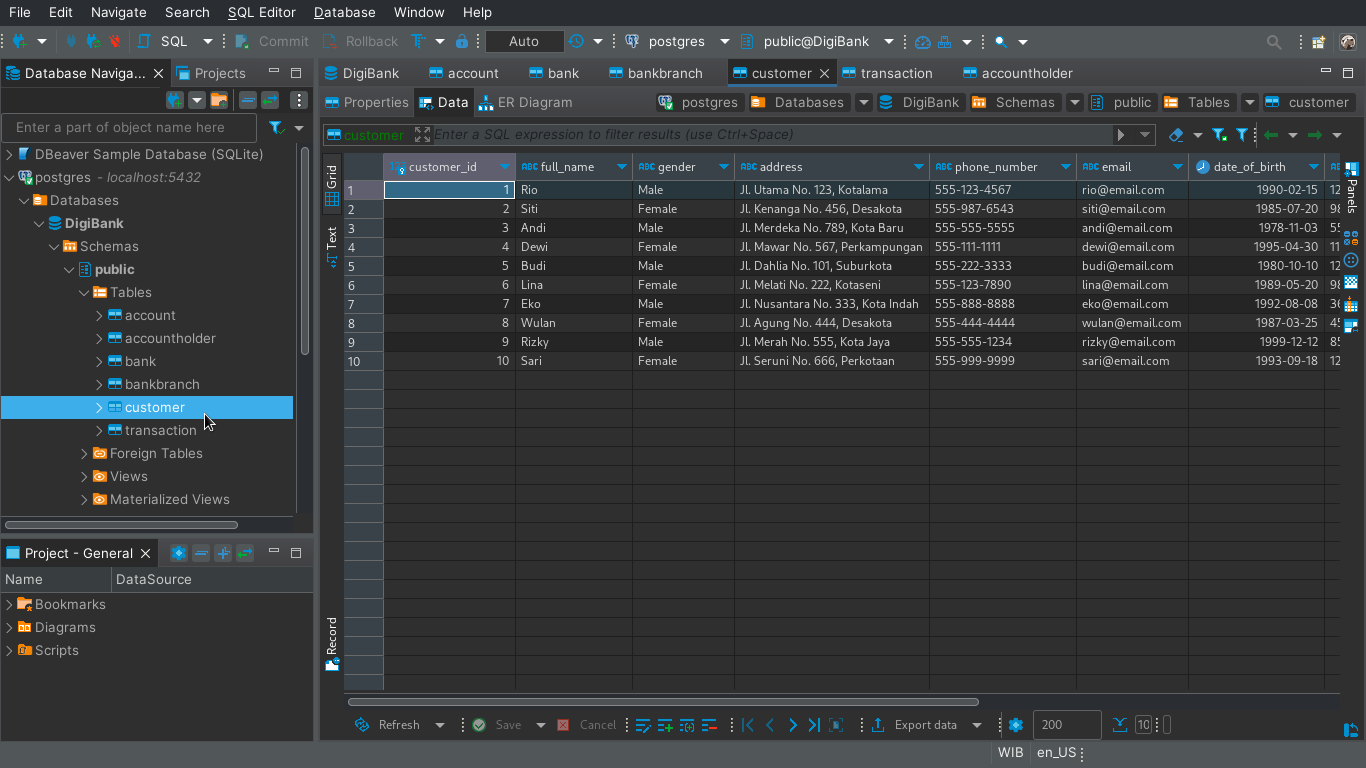 File Edit Navigate Search SQL Editor Database Window Help
SQL Commit Rollback Auto postgres public@DigiBank
Database Naviga... Projects
DigiBank account bank bankbranch customer transaction accountholder
Properties Data ER Diagram postgres Databases DigiBank Schemas public Tables customer
Enter a part of object name here
customer Enter a SQL expression to filter results (use Ctrl+Space)
DBeaver Sample Database (SQLite)
postgres - localhost:5432
Databases
DigiBank
Schemas
public
Tables
account
accountholder
bank
bankbranch
customer
transaction
Foreign Tables
Views
Materialized Views
Project - General
Name DataSource
Bookmarks
Diagrams
Scripts
Grid
Text
Record
customer_id full_name gender address phone_number email date_of_birth
1 1 Rio Male Jl. Utama No. 123, Kotalama 555-123-4567 rio@email.com 1990-02-15 12
2 2 Siti Female Jl. Kenanga No. 456, Desakota 555-987-6543 siti@email.com 1985-07-20 98
3 3 Andi Male Jl. Merdeka No. 789, Kota Baru 555-555-5555 andi@email.com 1978-11-03 55
4 4 Dewi Female Jl. Mawar No. 567, Perkampungan 555-111-1111 dewi@email.com 1995-04-30 11
5 5 Budi Male Jl. Dahlia No. 101, Suburkota 555-222-3333 budi@email.com 1980-10-10 12
6 6 Lina Female Jl. Melati No. 222, Kotaseni 555-123-7890 lina@email.com 1989-05-20 98
7 7 Eko Male Jl. Nusantara No. 333, Kota Indah 555-888-8888 eko@email.com 1992-08-08 36
8 8 Wulan Female Jl. Agung No. 444, Desakota 555-444-4444 wulan@email.com 1987-03-25 45
9 9 Rizky Male Jl. Merah No. 555, Kota Jaya 555-555-1234 rizky@email.com 1999-12-12 85
10 10 Sari Female Jl. Seruni No. 666, Perkotaan 555-999-9999 sari@email.com 1993-09-18 12
Panels
Refresh Save Cancel Export data 200 10
WIB en_US